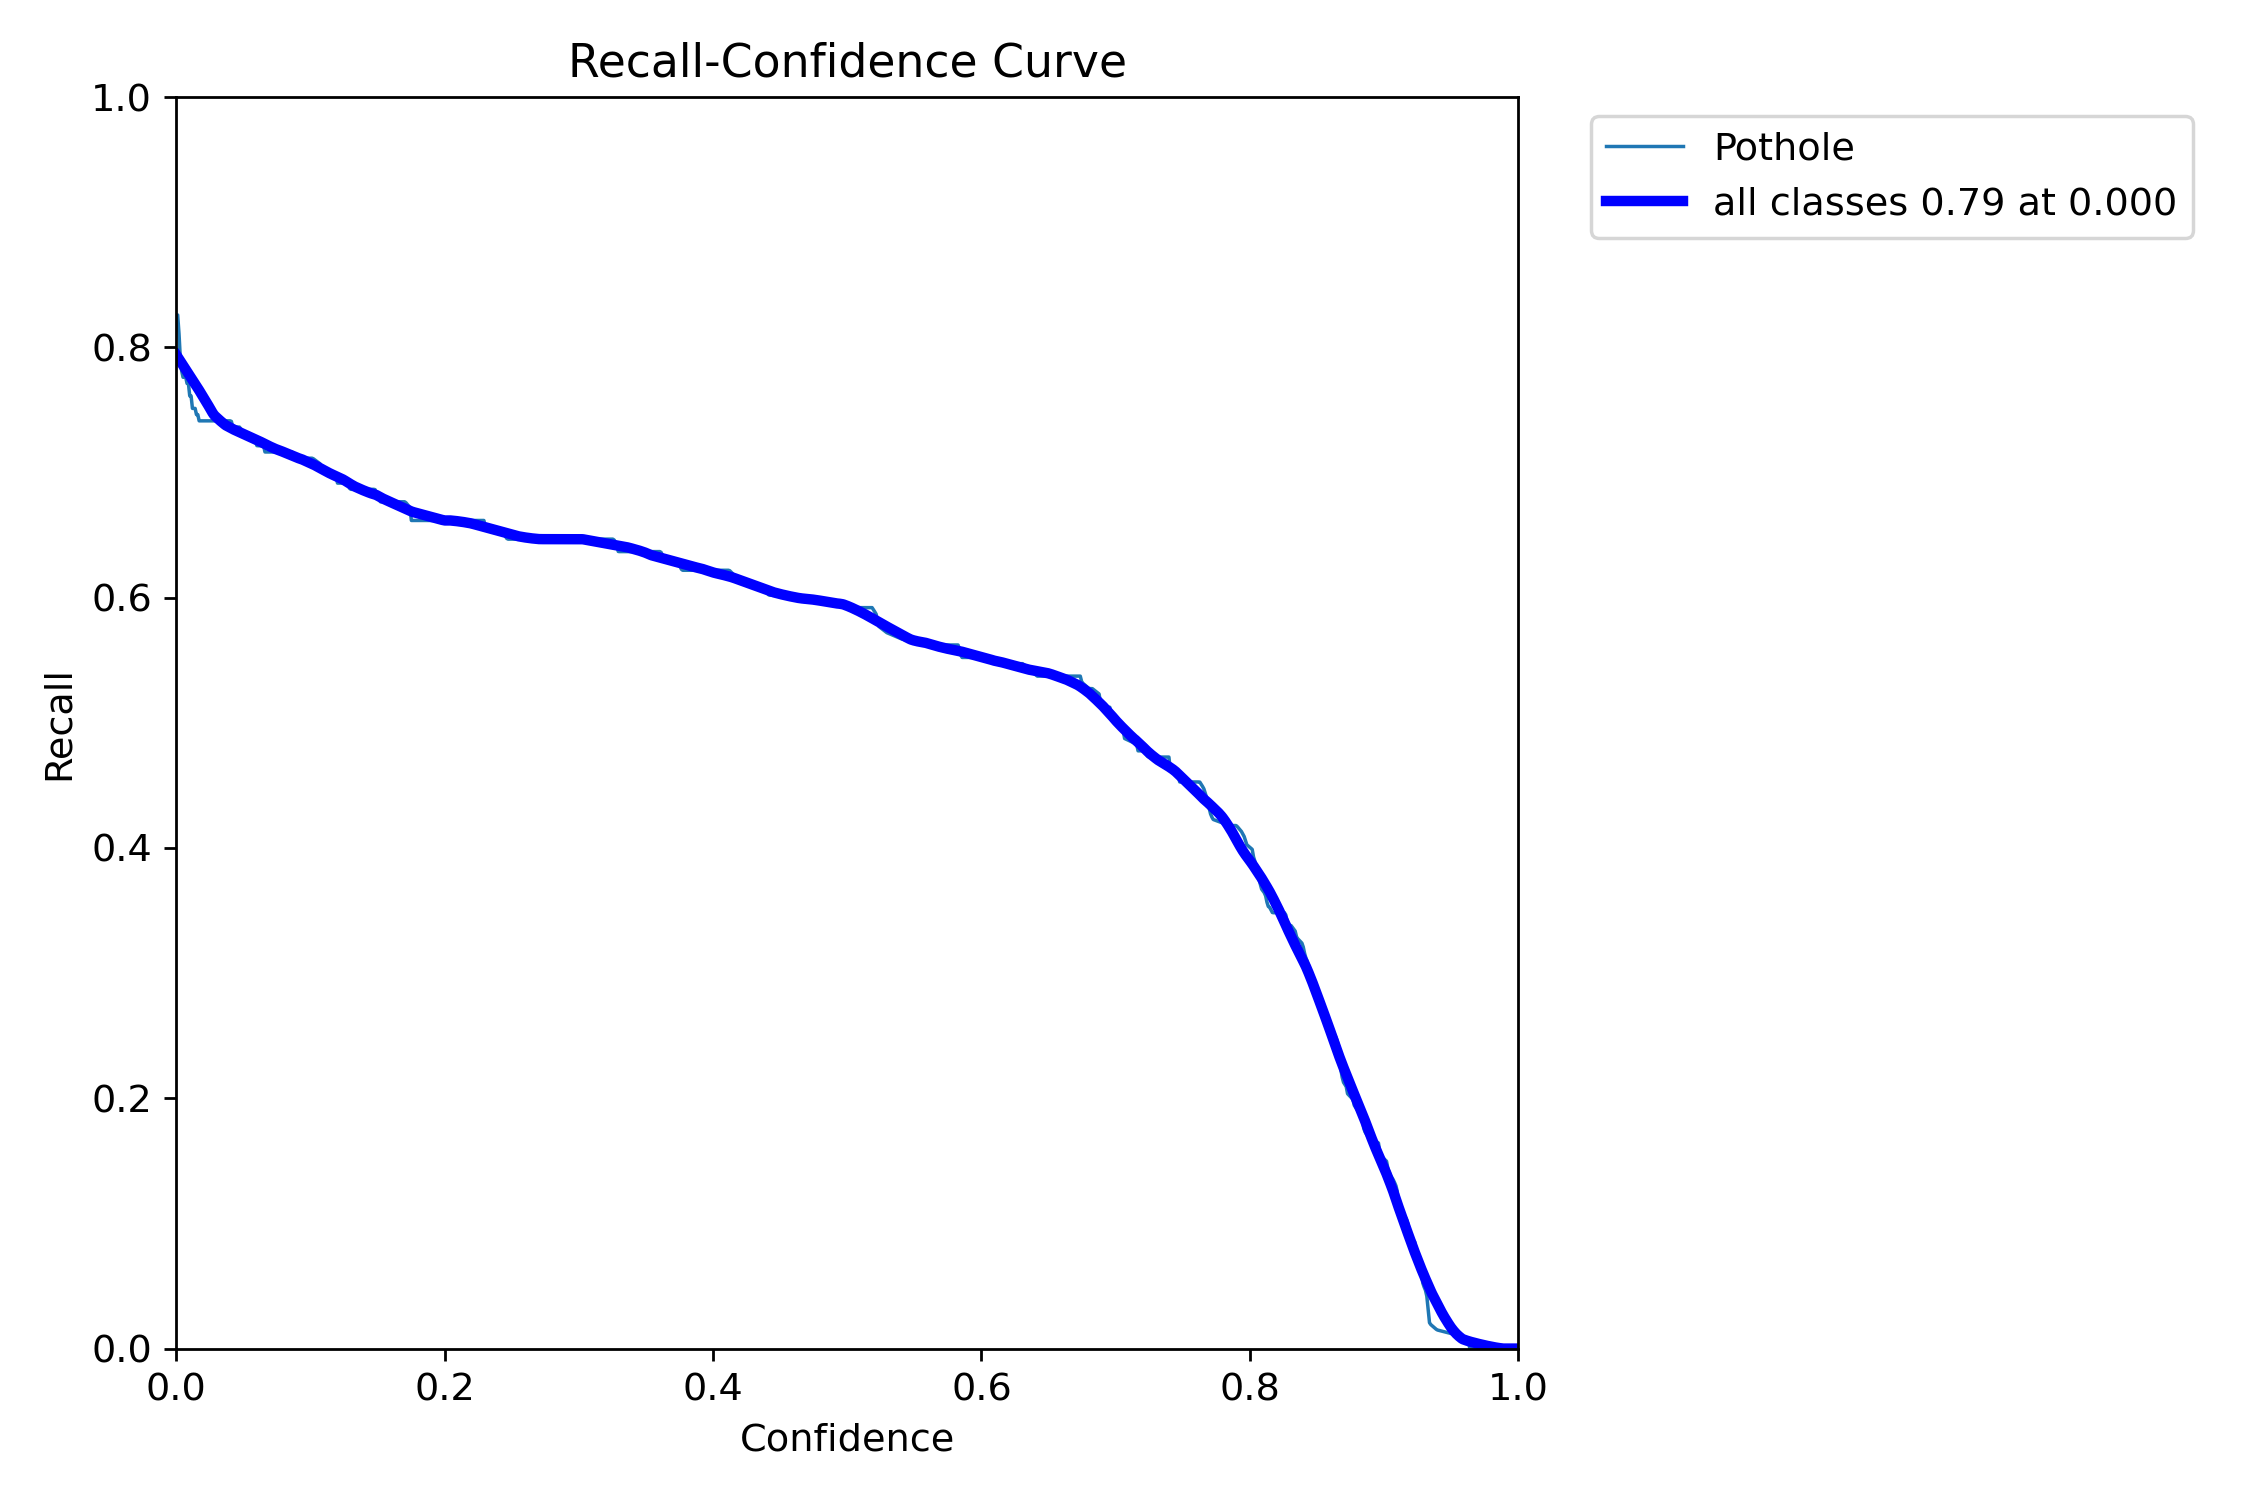 Recall-Confidence Curve
1.0
0.8
0.6
0.4
0.2
0.0
Recall
0.0 0.2 0.4 0.6 0.8 1.0
Confidence
Pothole
all classes 0.79 at 0.000